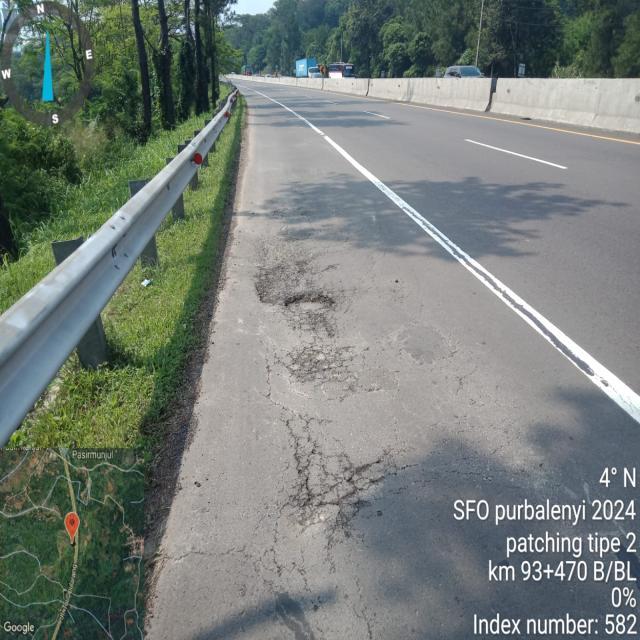 N
W
E
S
Pasirmunjul
Google
4° N
SFO purbalenyi 2024
patching tipe 2
km 93+470 B/BL
0%
Index number: 582